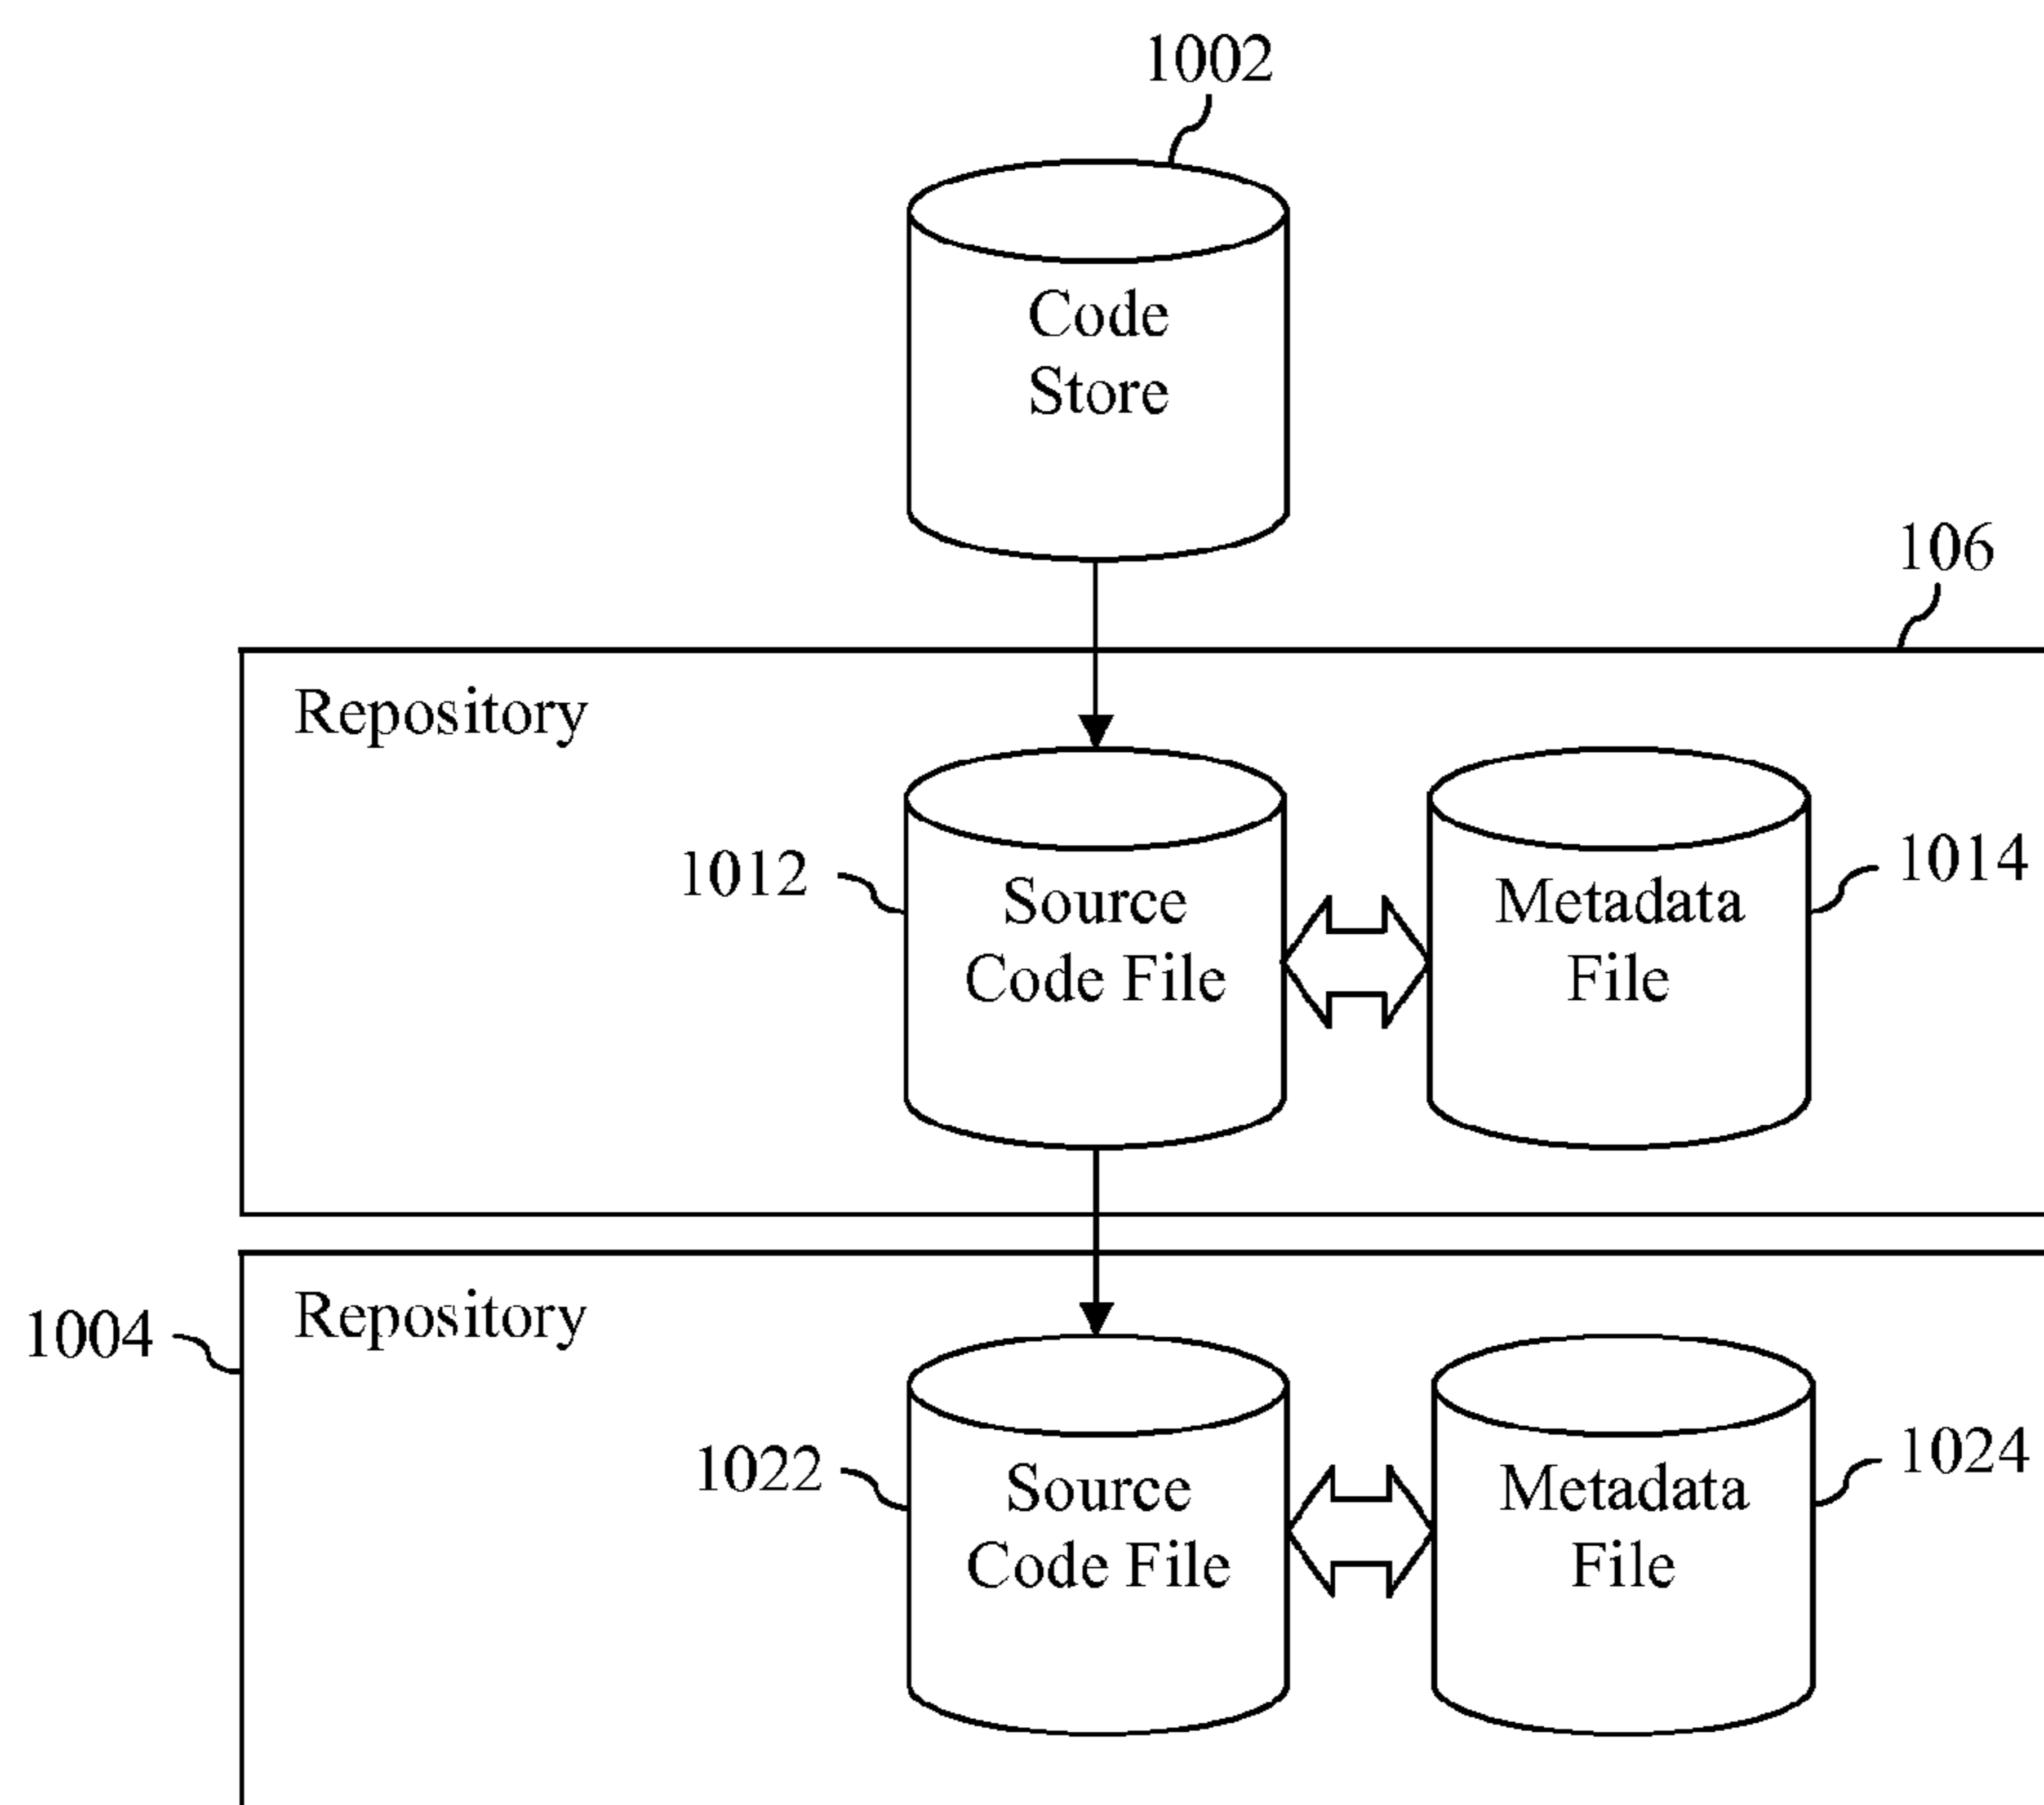 1002
Code
Store
106
Repository
1012
Source
Code File
Metadata
File
1014
Repository
1004
1022
Source
Code File
Metadata
File
1024